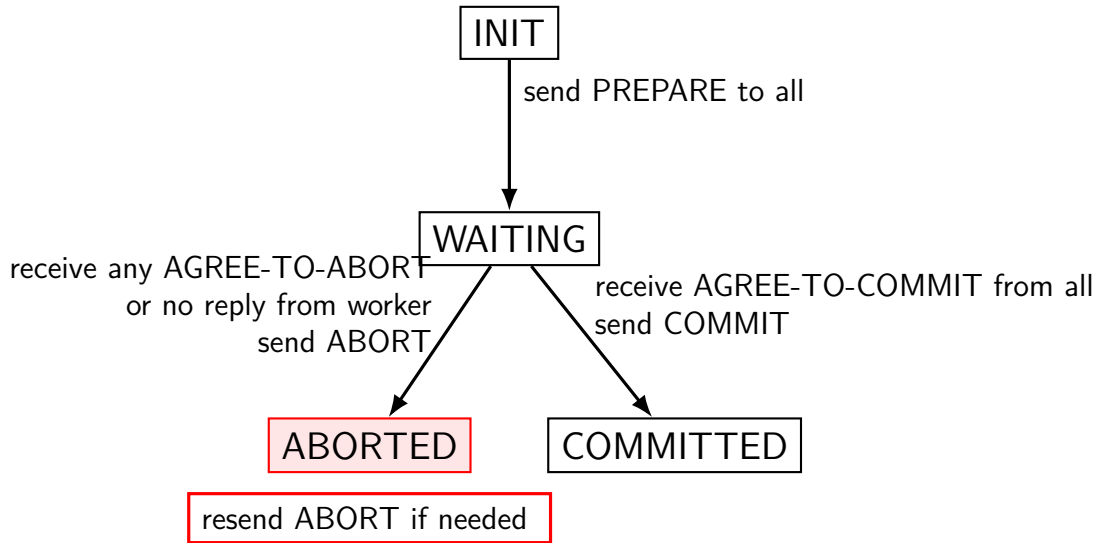 INIT
send PREPARE to all
WAITING
receive any AGREE-TO-ABORT
or no reply from worker
send ABORT
receive AGREE-TO-COMMIT from all
send COMMIT
ABORTED
COMMITTED
resend ABORT if needed